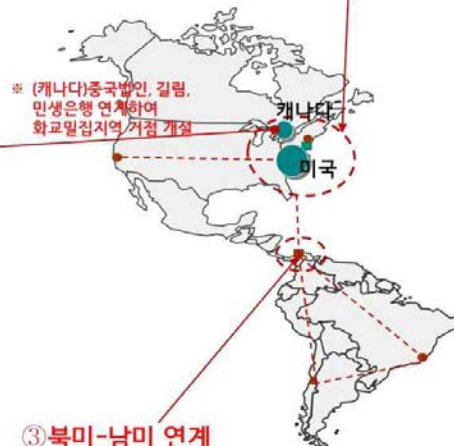 ※ (캐나다)중국법인, 길림,
민생은행 연계하여
화교밀집지역 거점 개설
캐나다
미국
③북미-남미 연계